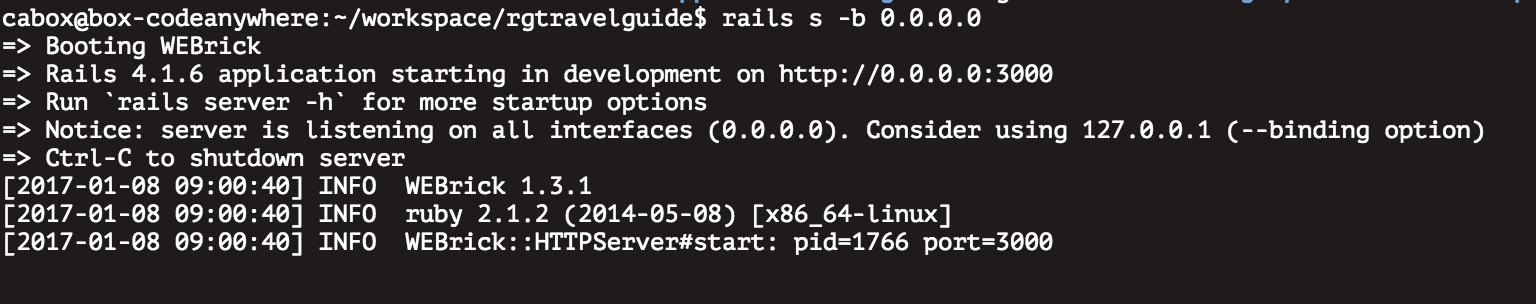 cabox@box-codeanywhere:~/workspace/rgtravelguide$ rails s -b 0.0.0.0
=> Booting WEBrick
=> Rails 4.1.6 application starting in development on http://0.0.0.0:3000
=> Run `rails server -h` for more startup options
=> Notice: server is listening on all interfaces (0.0.0.0). Consider using 127.0.0.1 (--binding option)
=> Ctrl-C to shutdown server
[2017-01-08 09:00:40] INFO  WEBrick 1.3.1
[2017-01-08 09:00:40] INFO  ruby 2.1.2 (2014-05-08) [x86_64-linux]
[2017-01-08 09:00:40] INFO  WEBrick::HTTPServer#start: pid=1766 port=3000